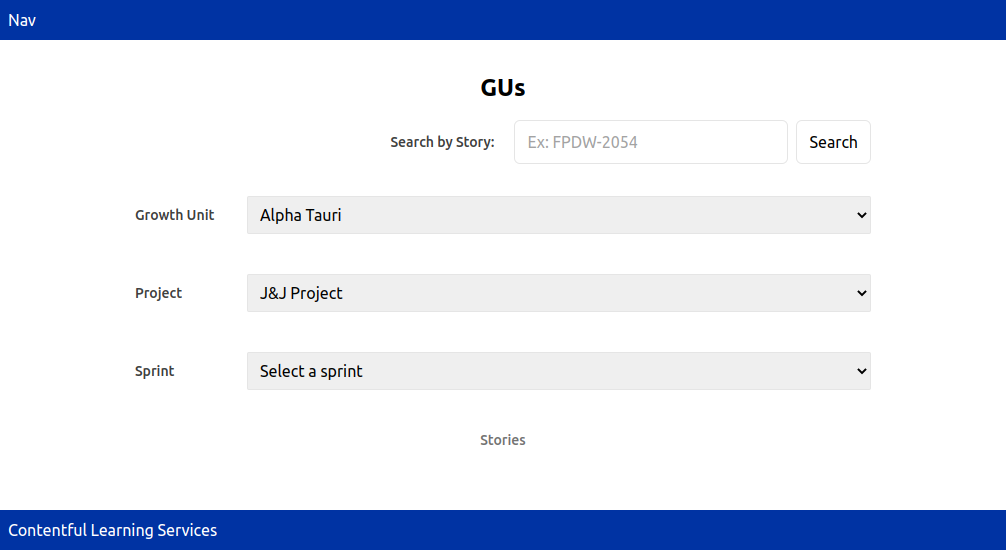 Nav
GUs
Search by Story: Ex: FPDW-2054 Search
Growth Unit Alpha Tauri
Project J&J Project
Sprint Select a sprint
Stories
Contentful Learning Services